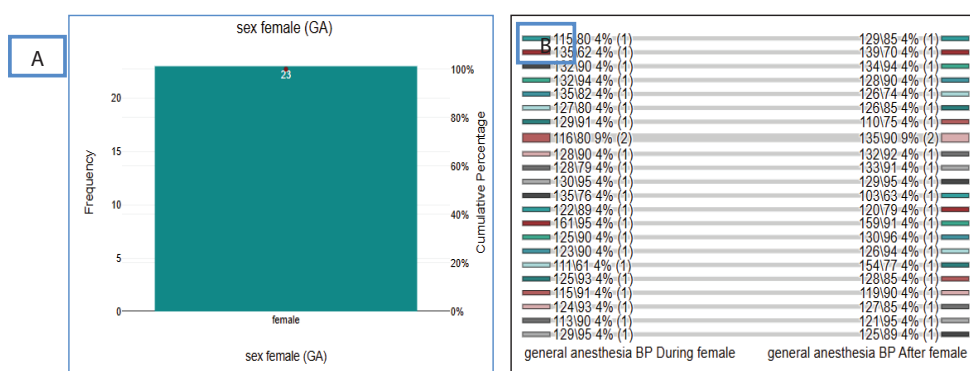 A
sex female (GA)
Frequency
20
15
10
5
0
23
100%
80%
60%
40%
20%
0%
Cumulative Percentage
female
sex female (GA)
B
115\80 4% (1) 129\85 4% (1)
135\62 4% (1) 139\70 4% (1)
132\90 4% (1) 134\94 4% (1)
132\94 4% (1) 128\90 4% (1)
135\82 4% (1) 126\74 4% (1)
127\80 4% (1) 126\85 4% (1)
129\91 4% (1) 110\75 4% (1)
116\80 9% (2) 135\90 9% (2)
128\90 4% (1) 132\92 4% (1)
128\79 4% (1) 133\91 4% (1)
130\95 4% (1) 129\95 4% (1)
135\76 4% (1) 103\63 4% (1)
122\89 4% (1) 120\79 4% (1)
161\95 4% (1) 159\91 4% (1)
125\90 4% (1) 130\96 4% (1)
123\90 4% (1) 126\94 4% (1)
111\61 4% (1) 154\77 4% (1)
125\93 4% (1) 128\85 4% (1)
115\91 4% (1) 119\90 4% (1)
124\93 4% (1) 127\85 4% (1)
113\90 4% (1) 121\95 4% (1)
129\95 4% (1) 125\89 4% (1)
general anesthesia BP During female general anesthesia BP After female